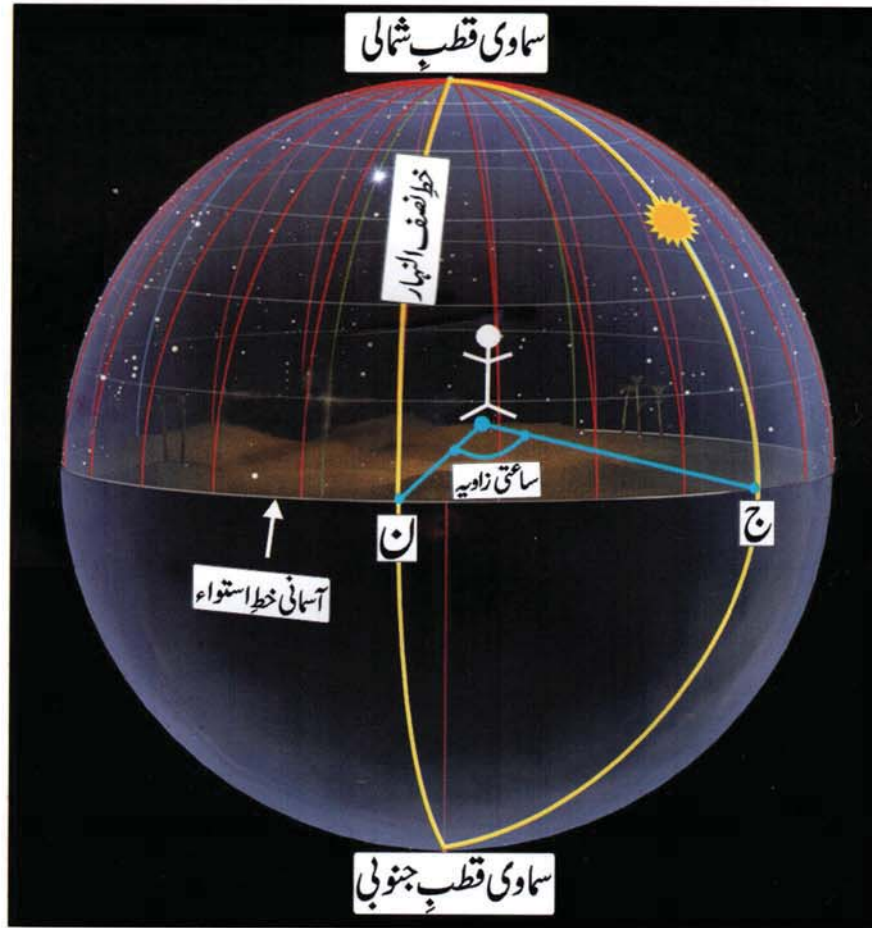 سماوی قطبِ شمالی
خطِ نصف النہار
ساعتی زاویہ
ن
ج
آسمانی خطِ استواء
سماوی قطبِ جنوبی